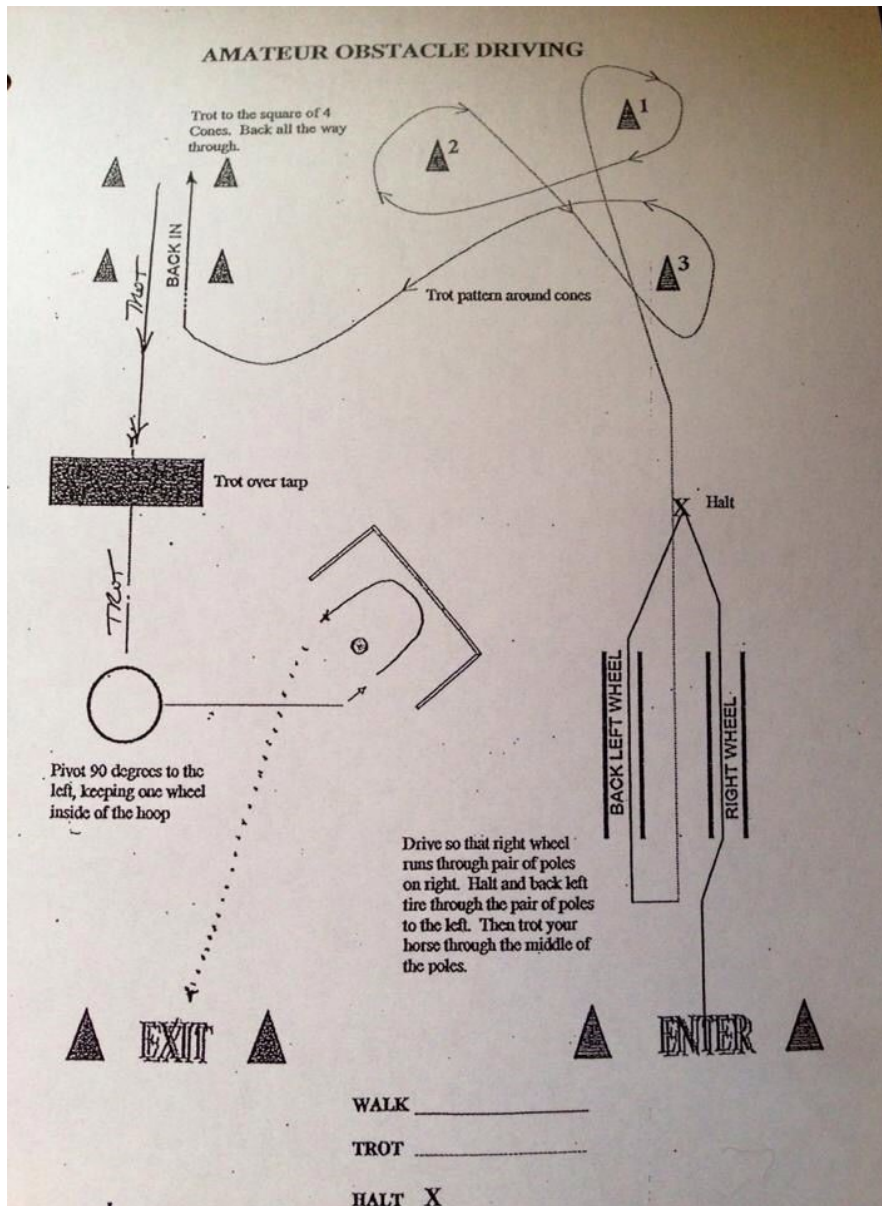 AMATEUR OBSTACLE DRIVING
Trot to the square of 4
Cones. Back all the way
through.
1
2
3
BACK IN
TROT
Trot pattern around cones
Trot over tarp
X Halt
TROT
BACK LEFT WHEEL
RIGHT WHEEL
Pivot 90 degrees to the
left, keeping one wheel
inside of the hoop
Drive so that right wheel
runs through pair of poles
on right. Halt and back left
tire through the pair of poles
to the left. Then trot your
horse through the middle of
the poles.
EXIT
ENTER
WALK
TROT
HALT X